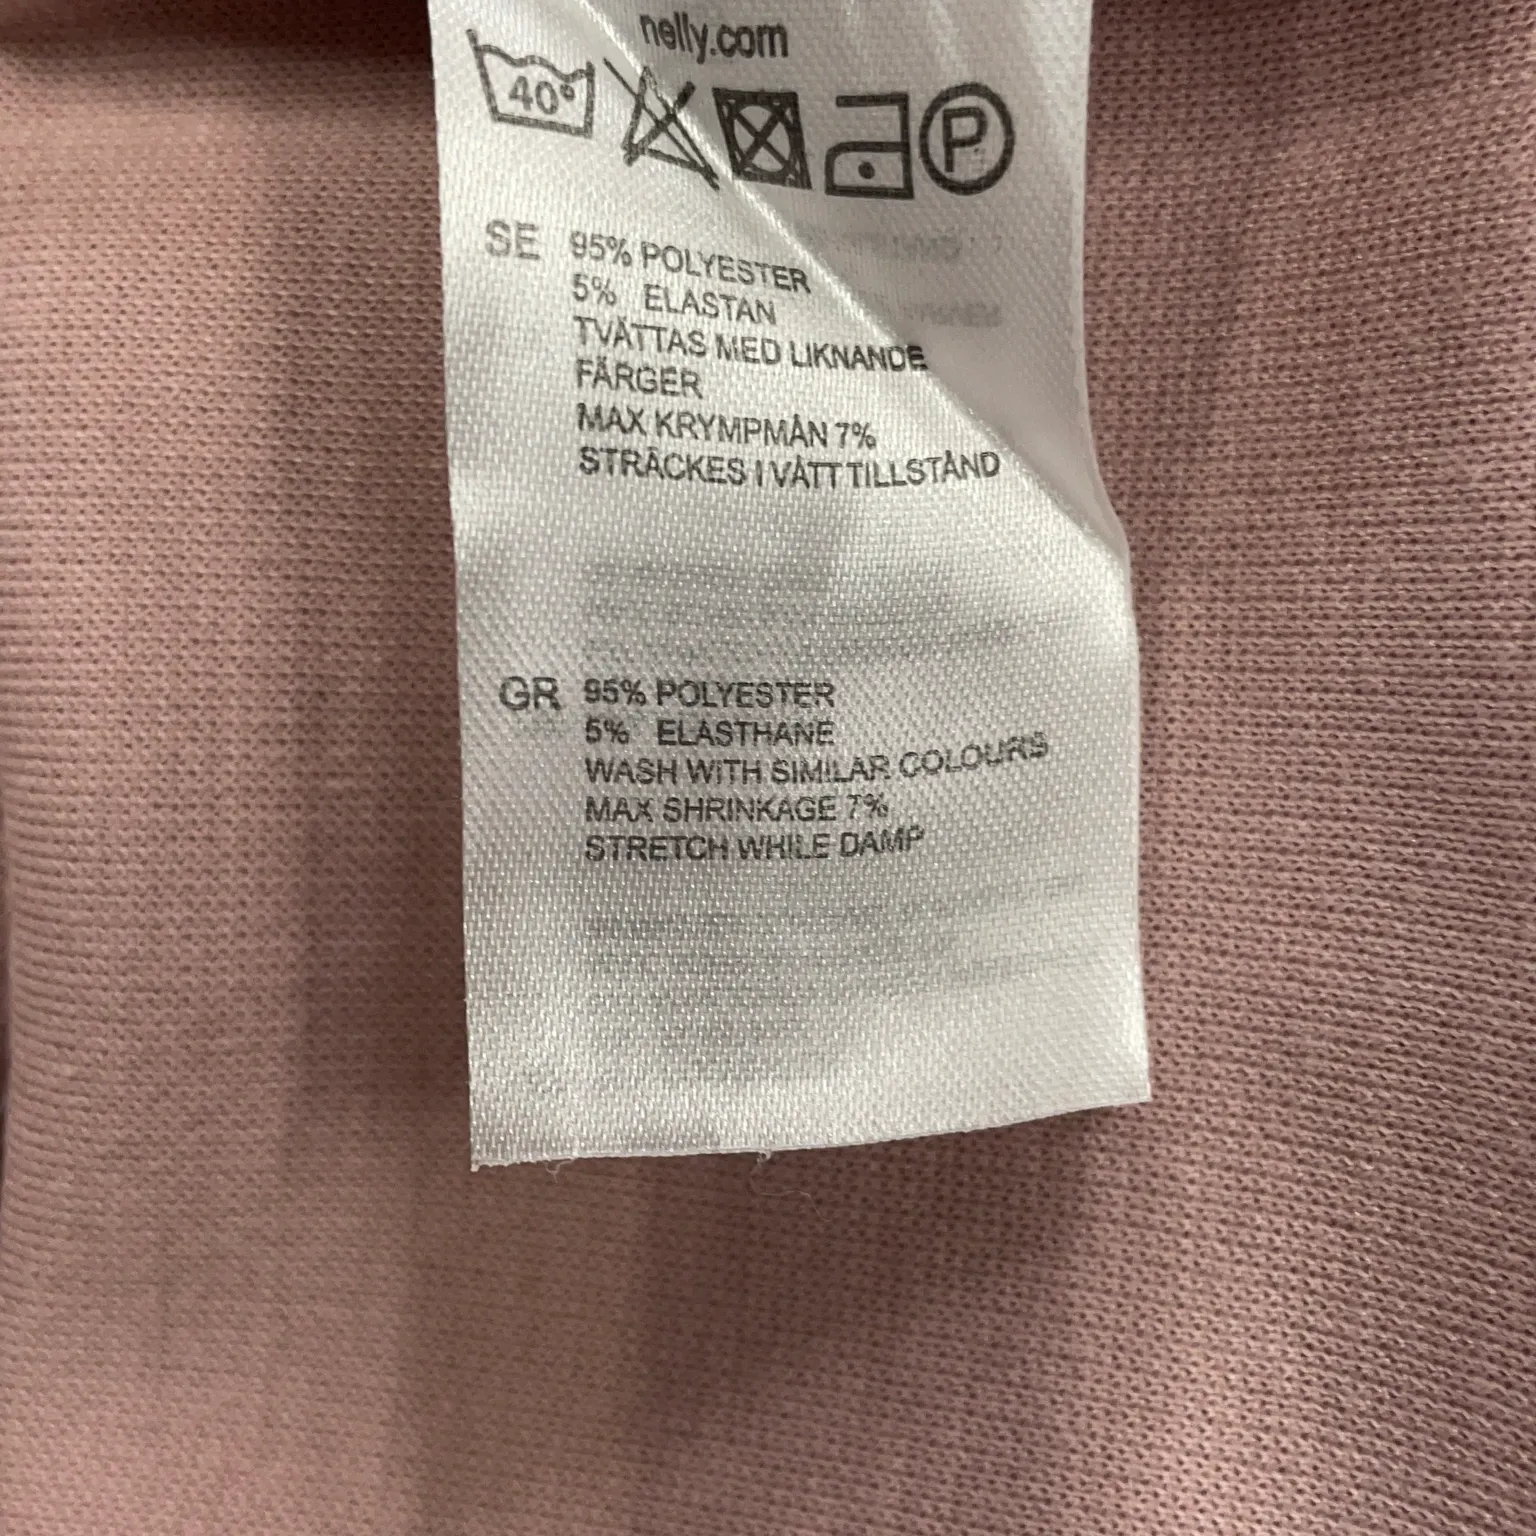 nelly.com
40°
P
SE 95% POLYESTER
5% ELASTAN
TVÄTTAS MED LIKNANDE
FÄRGER
MAX KRYMPMÅN 7%
STRÄCKES I VÅTT TILLSTÅND
GR 95% POLYESTER
5% ELASTHANE
WASH WITH SIMILAR COLOURS
MAX SHRINKAGE 7%
STRETCH WHILE DAMP